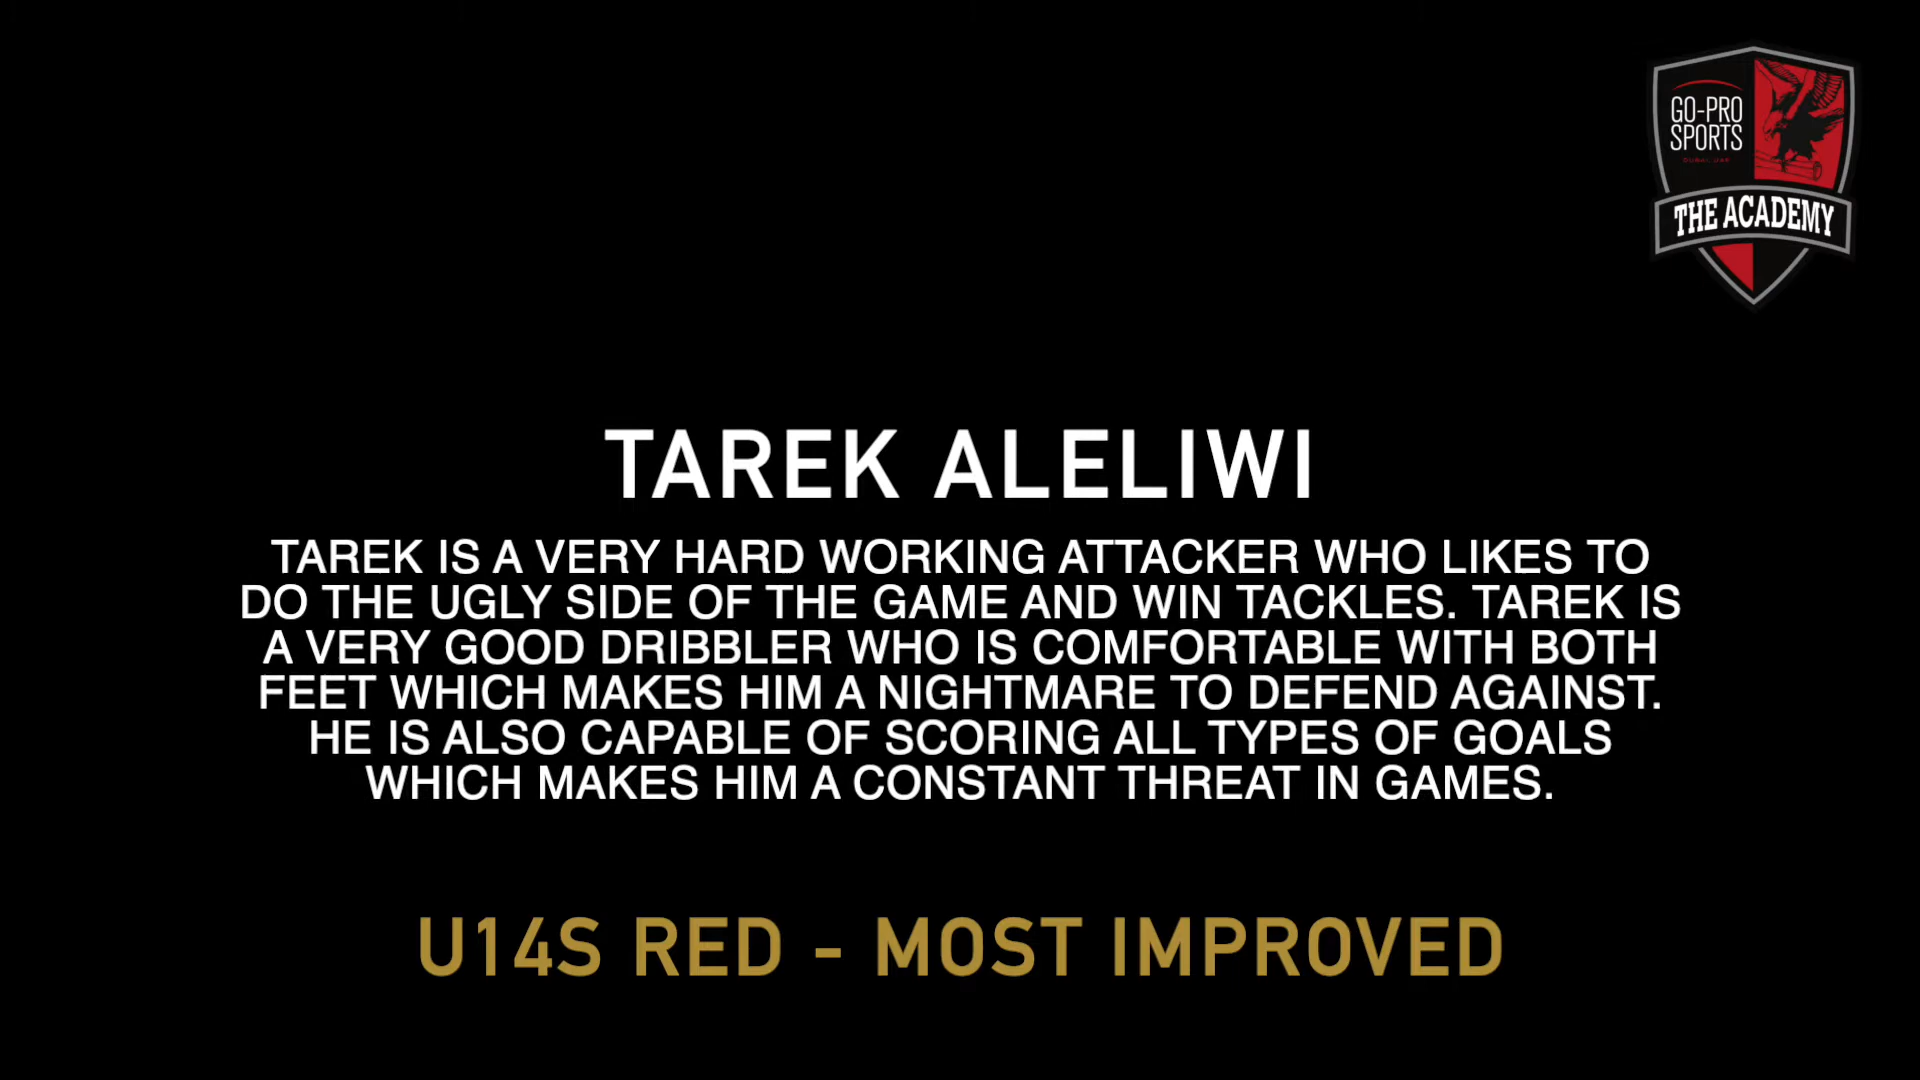 GO-PRO
SPORTS
DUBAI, UAE
THE ACADEMY
TAREK ALELIWI
TAREK IS A VERY HARD WORKING ATTACKER WHO LIKES TO
DO THE UGLY SIDE OF THE GAME AND WIN TACKLES. TAREK IS
A VERY GOOD DRIBBLER WHO IS COMFORTABLE WITH BOTH
FEET WHICH MAKES HIM A NIGHTMARE TO DEFEND AGAINST.
HE IS ALSO CAPABLE OF SCORING ALL TYPES OF GOALS
WHICH MAKES HIM A CONSTANT THREAT IN GAMES.
U14S RED - MOST IMPROVED